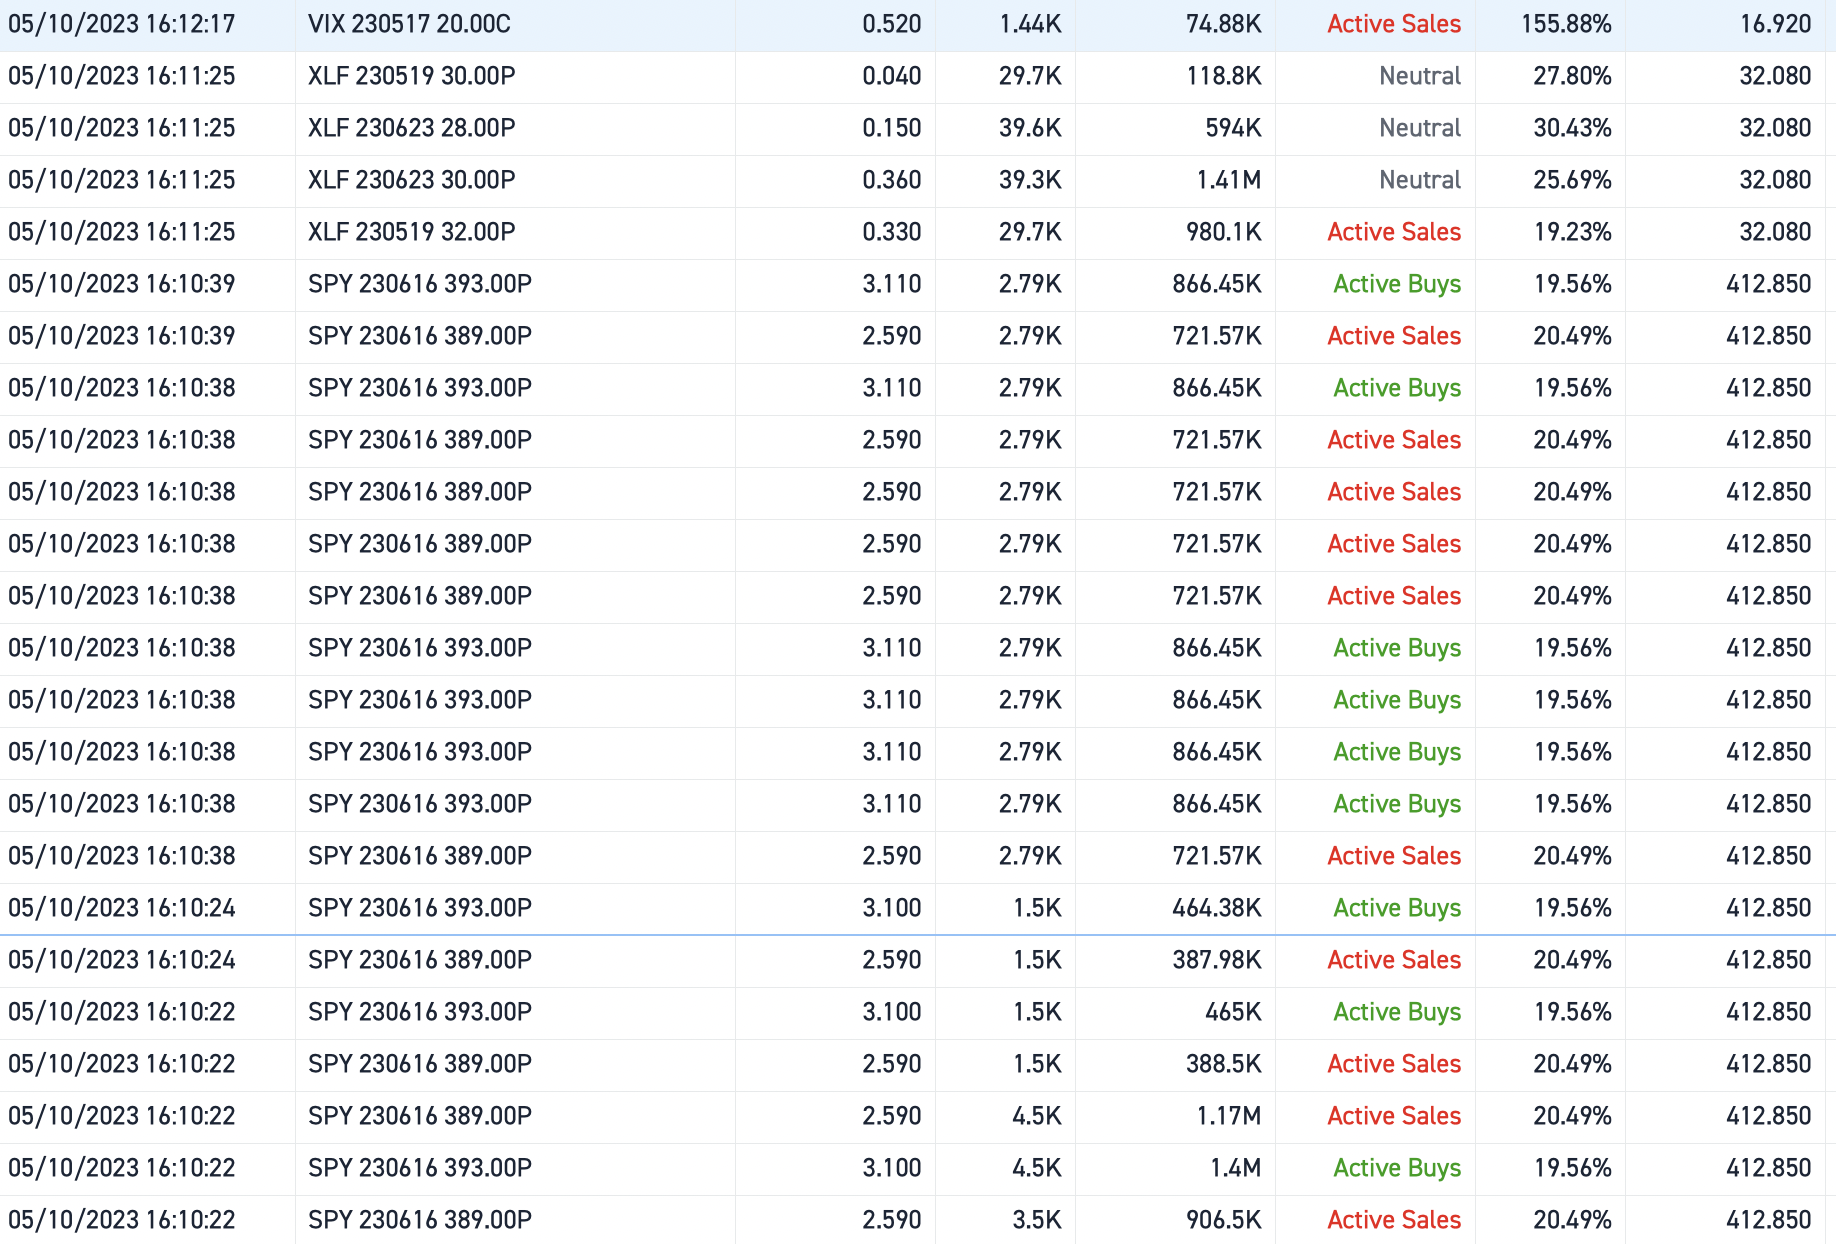 05/10/2023 16:12:17 VIX 230517 20.00C 0.520 1.44K 74.88K Active Sales 155.88% 16.920
05/10/2023 16:11:25 XLF 230519 30.00P 0.040 29.7K 118.8K Neutral 27.80% 32.080
05/10/2023 16:11:25 XLF 230623 28.00P 0.150 39.6K 594K Neutral 30.43% 32.080
05/10/2023 16:11:25 XLF 230623 30.00P 0.360 39.3K 1.41M Neutral 25.69% 32.080
05/10/2023 16:11:25 XLF 230519 32.00P 0.330 29.7K 980.1K Active Sales 19.23% 32.080
05/10/2023 16:10:39 SPY 230616 393.00P 3.110 2.79K 866.45K Active Buys 19.56% 412.850
05/10/2023 16:10:39 SPY 230616 389.00P 2.590 2.79K 721.57K Active Sales 20.49% 412.850
05/10/2023 16:10:38 SPY 230616 393.00P 3.110 2.79K 866.45K Active Buys 19.56% 412.850
05/10/2023 16:10:38 SPY 230616 389.00P 2.590 2.79K 721.57K Active Sales 20.49% 412.850
05/10/2023 16:10:38 SPY 230616 389.00P 2.590 2.79K 721.57K Active Sales 20.49% 412.850
05/10/2023 16:10:38 SPY 230616 389.00P 2.590 2.79K 721.57K Active Sales 20.49% 412.850
05/10/2023 16:10:38 SPY 230616 389.00P 2.590 2.79K 721.57K Active Sales 20.49% 412.850
05/10/2023 16:10:38 SPY 230616 393.00P 3.110 2.79K 866.45K Active Buys 19.56% 412.850
05/10/2023 16:10:38 SPY 230616 393.00P 3.110 2.79K 866.45K Active Buys 19.56% 412.850
05/10/2023 16:10:38 SPY 230616 393.00P 3.110 2.79K 866.45K Active Buys 19.56% 412.850
05/10/2023 16:10:38 SPY 230616 393.00P 3.110 2.79K 866.45K Active Buys 19.56% 412.850
05/10/2023 16:10:38 SPY 230616 389.00P 2.590 2.79K 721.57K Active Sales 20.49% 412.850
05/10/2023 16:10:24 SPY 230616 393.00P 3.100 1.5K 464.38K Active Buys 19.56% 412.850
05/10/2023 16:10:24 SPY 230616 389.00P 2.590 1.5K 387.98K Active Sales 20.49% 412.850
05/10/2023 16:10:22 SPY 230616 393.00P 3.100 1.5K 465K Active Buys 19.56% 412.850
05/10/2023 16:10:22 SPY 230616 389.00P 2.590 1.5K 388.5K Active Sales 20.49% 412.850
05/10/2023 16:10:22 SPY 230616 389.00P 2.590 4.5K 1.17M Active Sales 20.49% 412.850
05/10/2023 16:10:22 SPY 230616 393.00P 3.100 4.5K 1.4M Active Buys 19.56% 412.850
05/10/2023 16:10:22 SPY 230616 389.00P 2.590 3.5K 906.5K Active Sales 20.49% 412.850